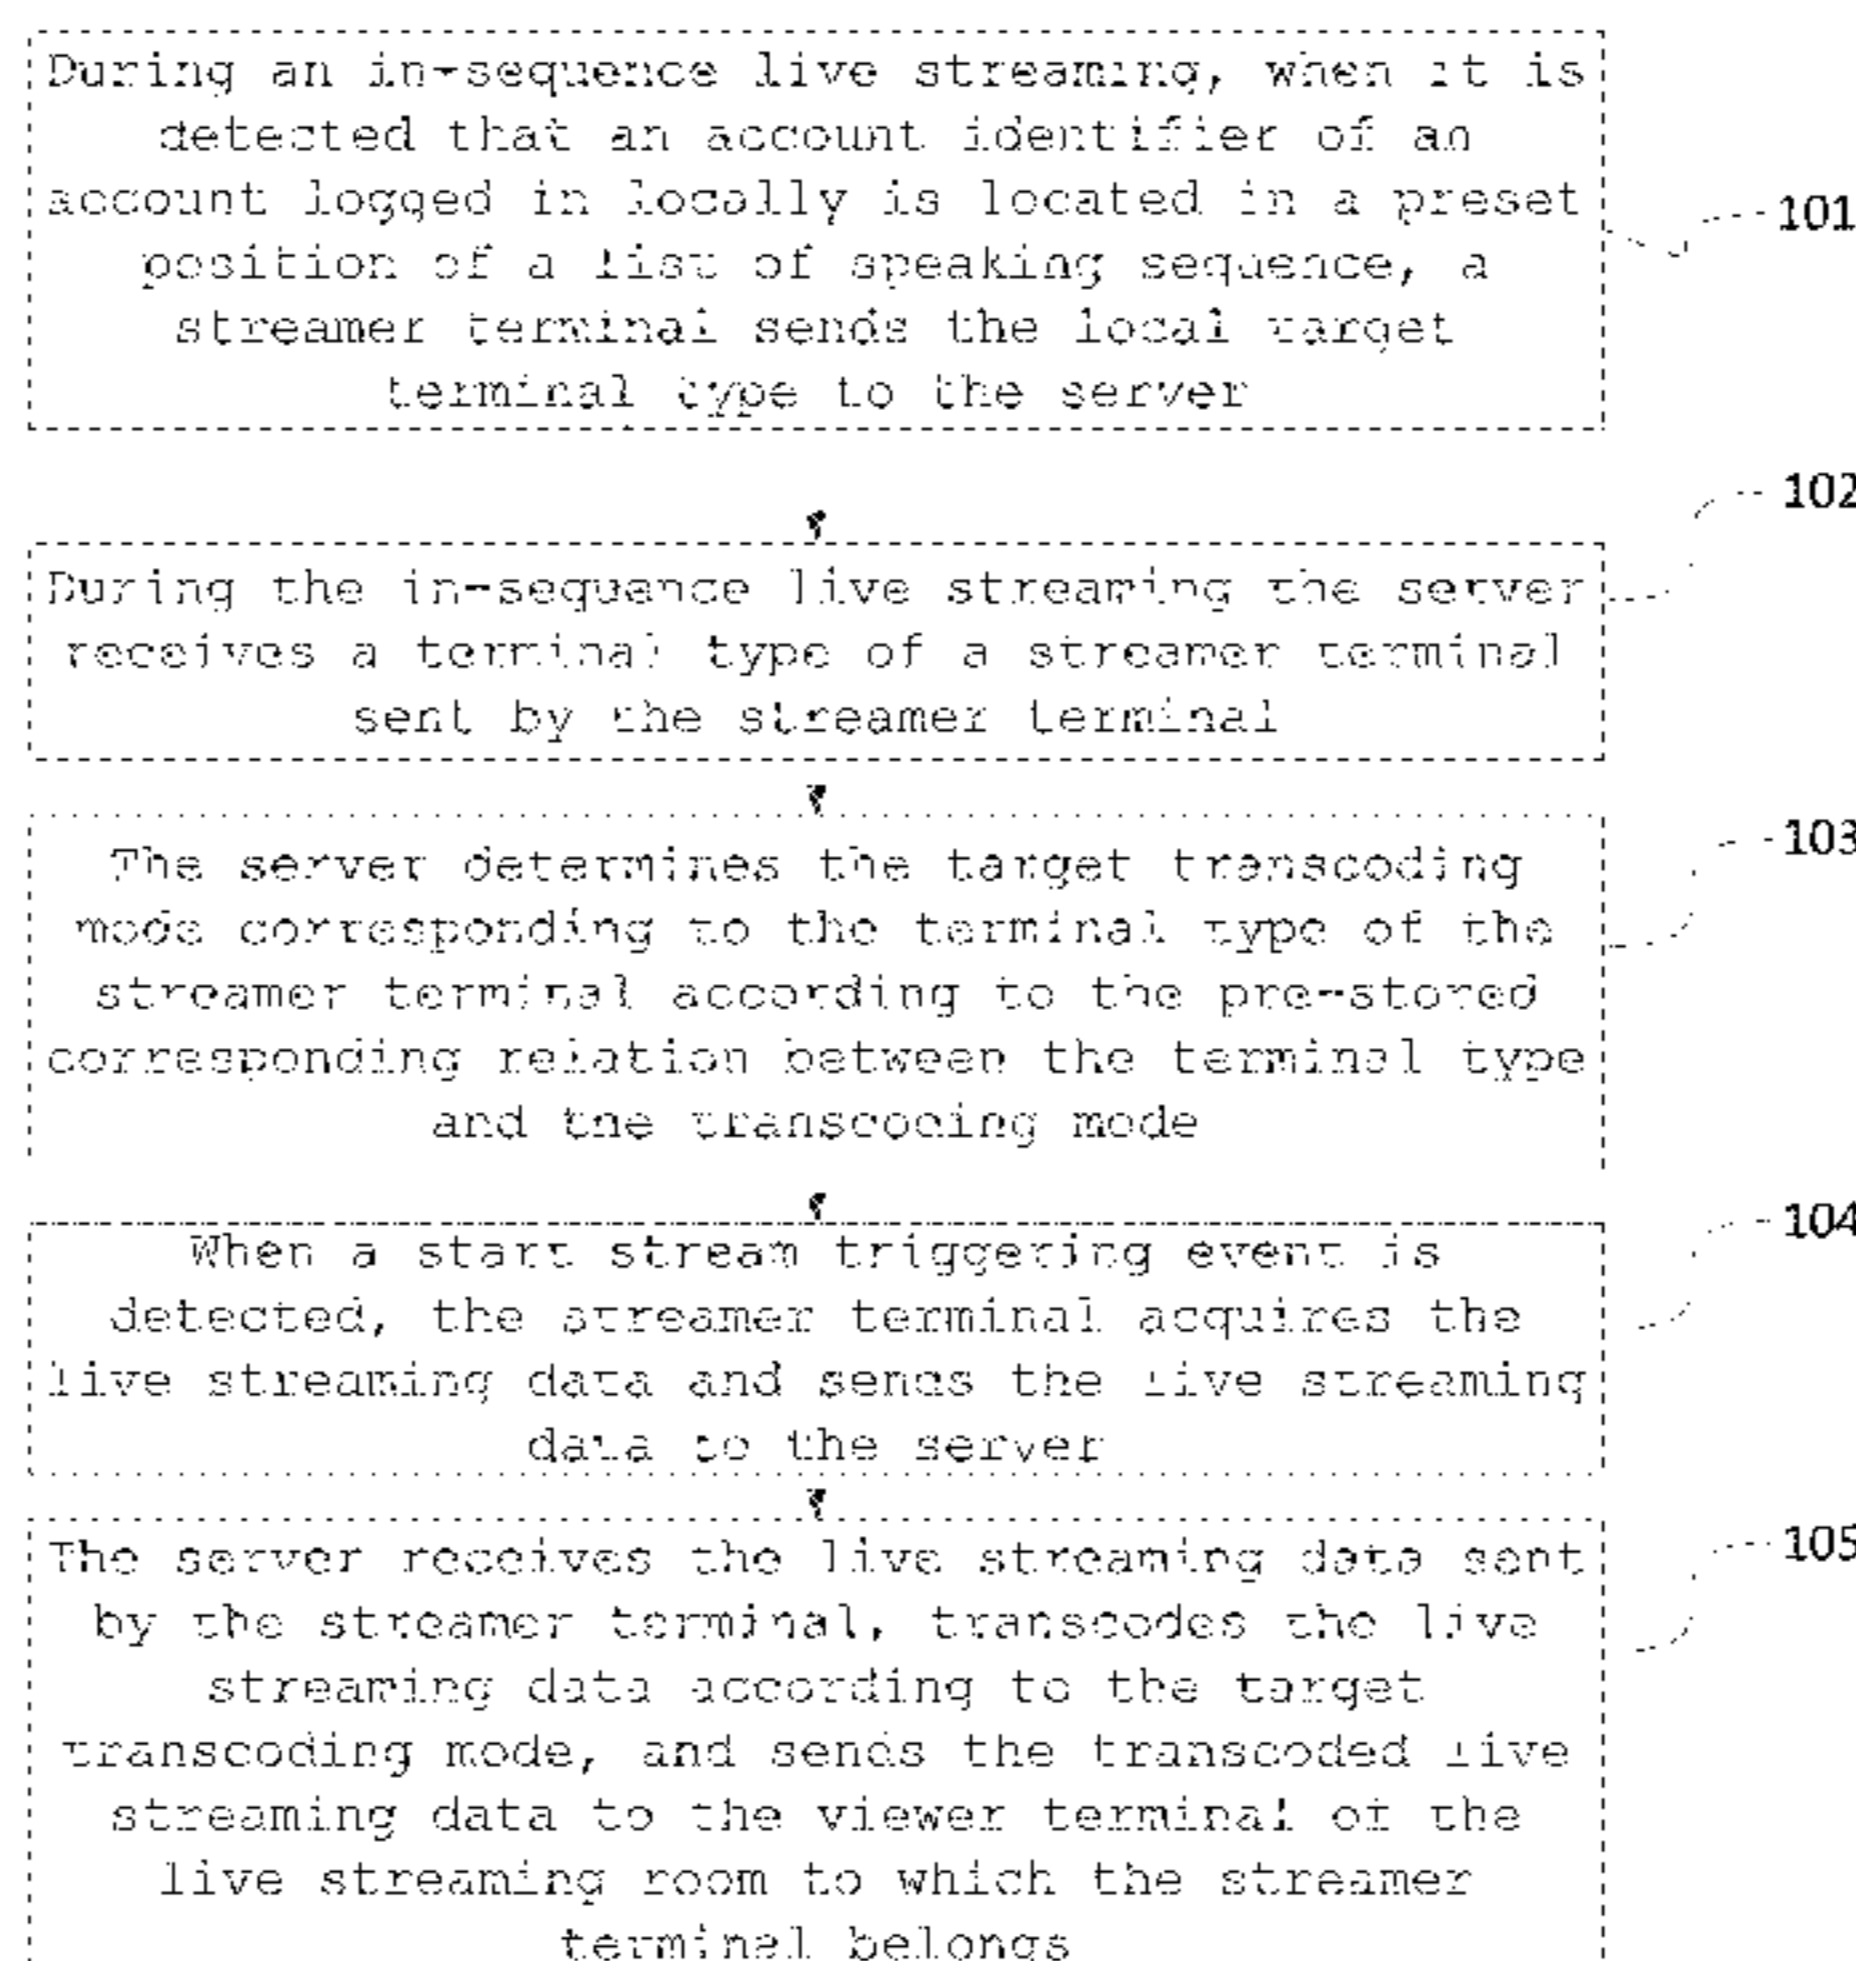 During an in-sequence live streaming, when it is
detected that an account identifier of an
account logged in locally is located in a preset
position of a list of speaking sequence, a
streamer terminal sends the local target
terminal type to the server
101
102
During the in-sequence live streaming the server
receives a terminal type of a streamer terminal
sent by the streamer terminal
103
The server determines the target transcoding
mode corresponding to the terminal type of the
streamer terminal according to the pre-stored
corresponding relation between the terminal type
and the transcoding mode
104
When a start stream triggering event is
detected, the streamer terminal acquires the
live streaming data and sends the live streaming
data to the server
105
The server receives the live streaming data sent
by the streamer terminal, transcodes the live
streaming data according to the target
transcoding mode, and sends the transcoded live
streaming data to the viewer terminal of the
live streaming room to which the streamer
terminal belongs